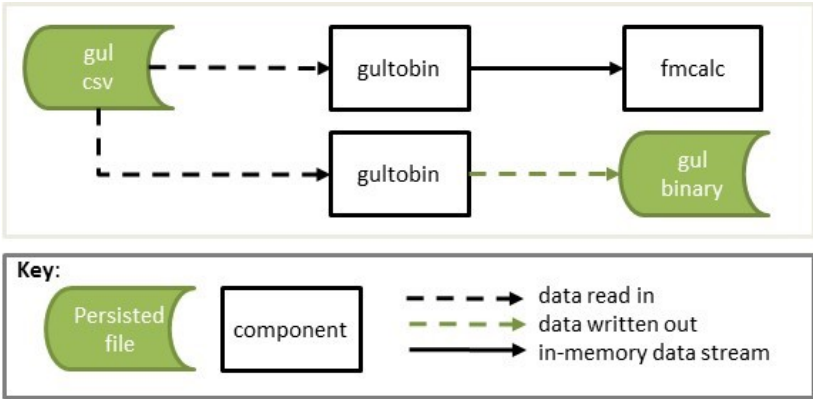 gul
csv
gultobin
fmcalc
gultobin
gul
binary
Key:
Persisted
file
component
data read in
data written out
in-memory data stream